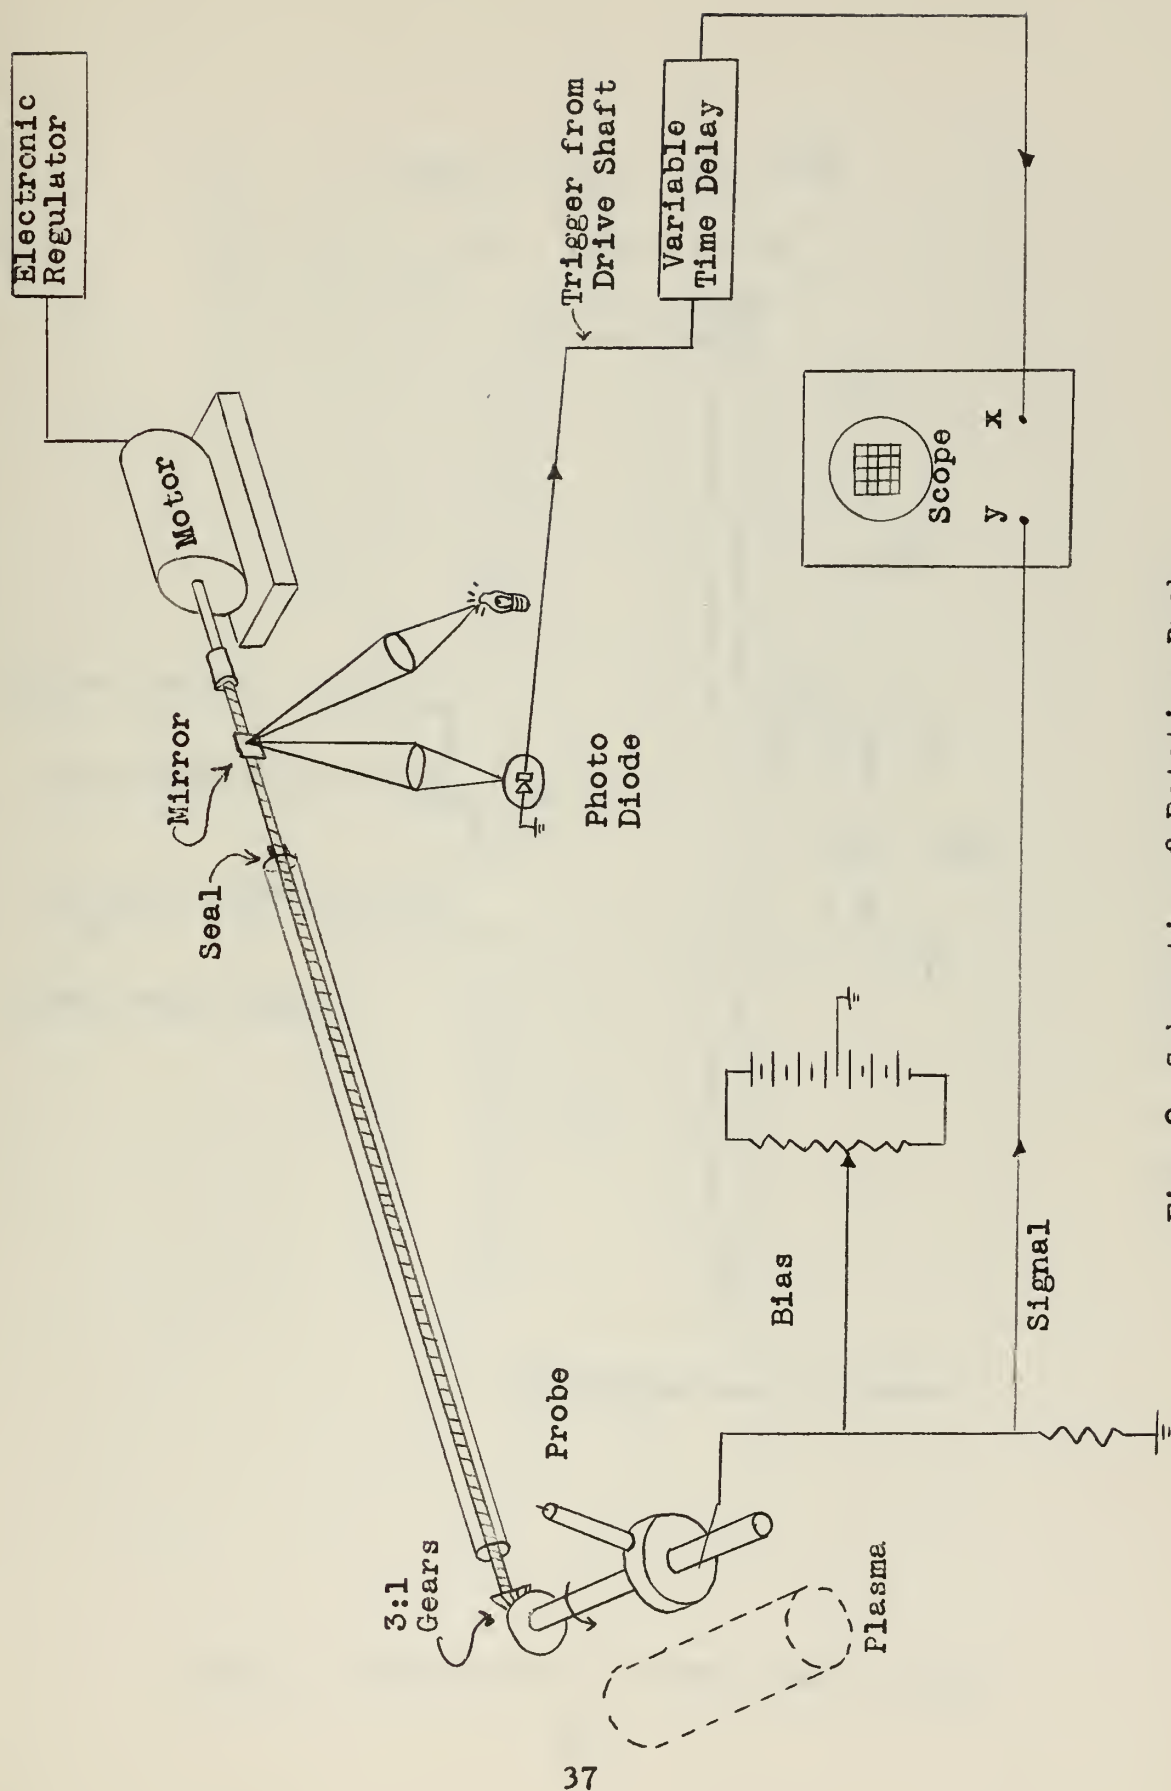 Electronic
Regulator
Motor
Mirror
Seal
3:1
Gears
Probe
Plasma
Photo
Diode
Trigger from
Drive Shaft
Variable
Time Delay
Scope
y
x
Bias
Signal
37